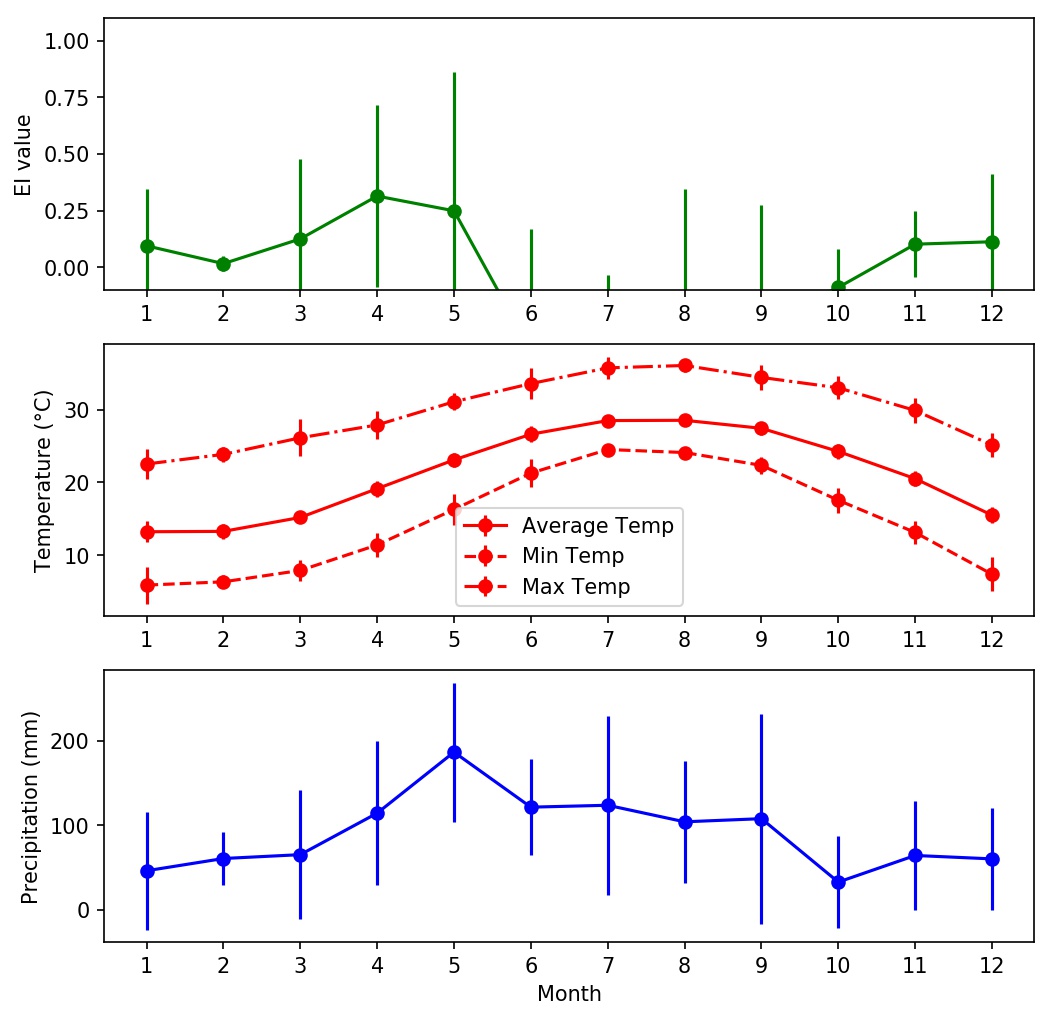 EI value
1.00
0.75
0.50
0.25
0.00
1 2 3 4 5 6 7 8 9 10 11 12
Temperature (°C)
30
20
10
Average Temp
Min Temp
Max Temp
1 2 3 4 5 6 7 8 9 10 11 12
Precipitation (mm)
200
100
0
1 2 3 4 5 6 7 8 9 10 11 12
Month